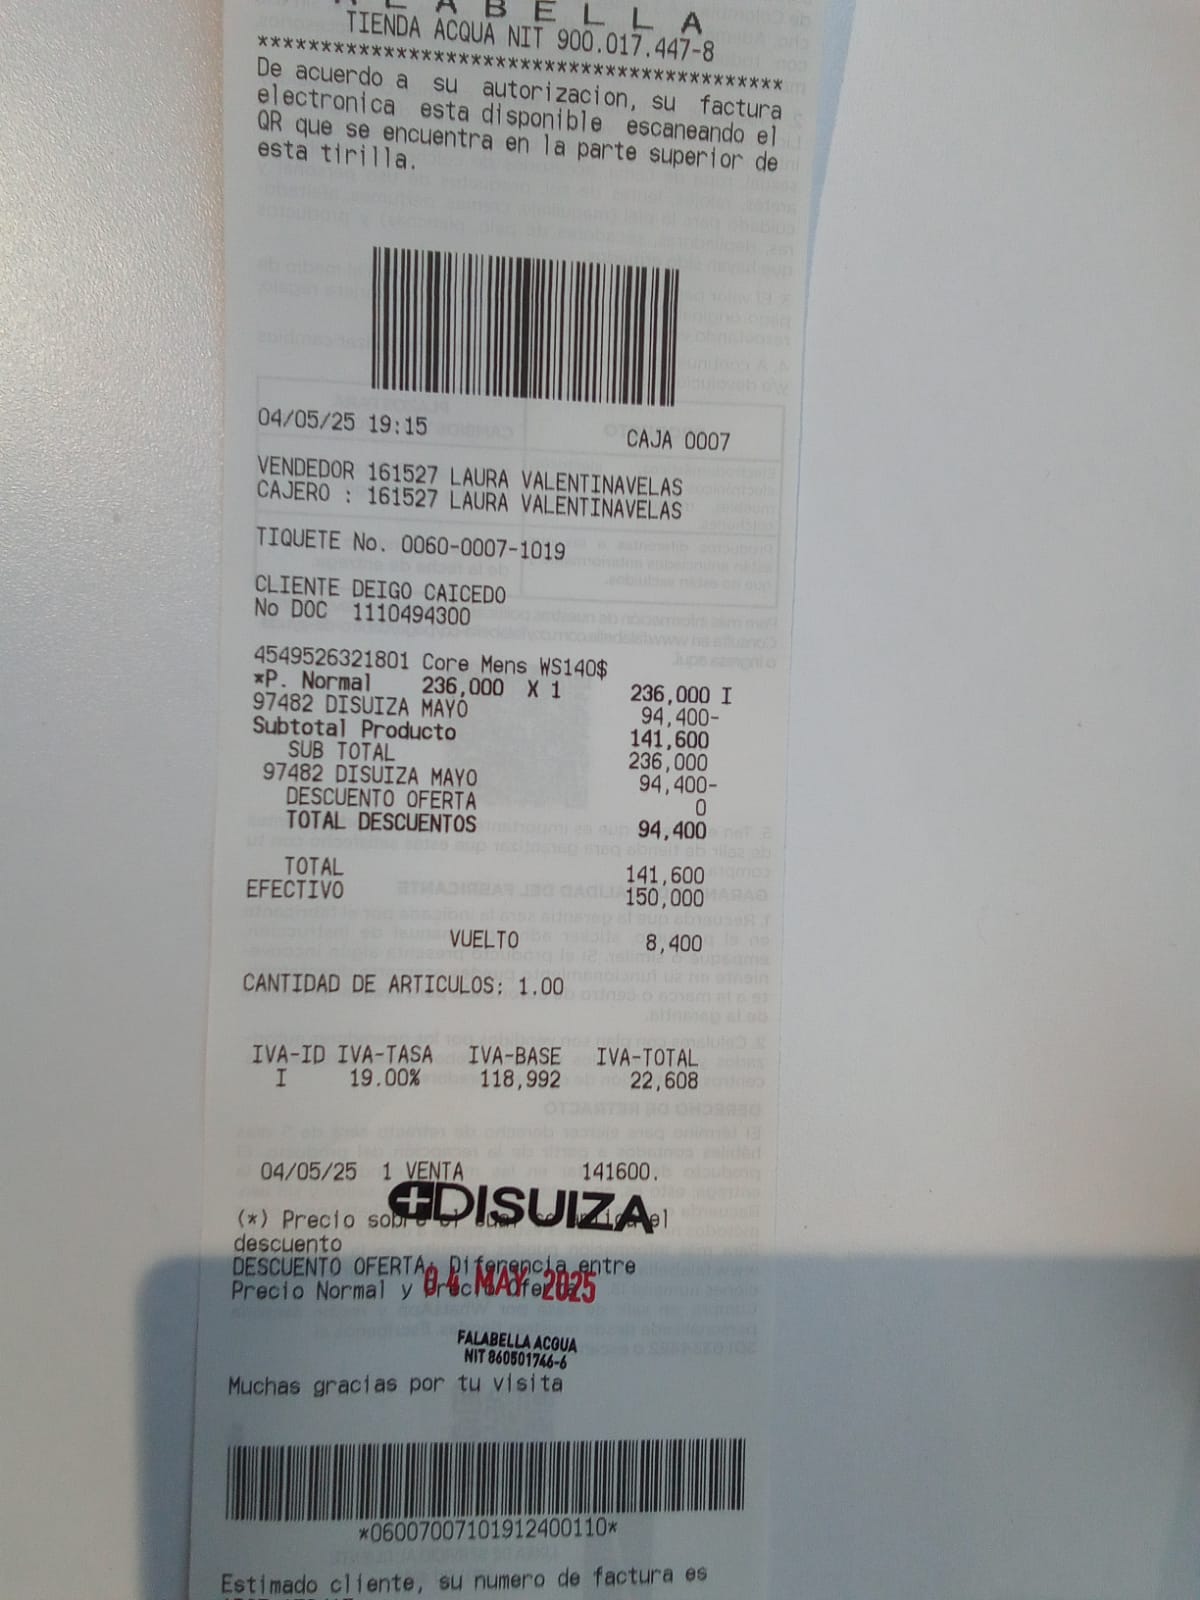 FALABELLA
TIENDA ACQUA NIT 900.017.447-8
*******************************************
De acuerdo a su autorizacion, su factura
electronica esta disponible escaneando el
QR que se encuentra en la parte superior de
esta tirilla.
04/05/25 19:15 CAJA 0007
VENDEDOR 161527 LAURA VALENTINAVELAS
CAJERO : 161527 LAURA VALENTINAVELAS
TIQUETE No. 0060-0007-1019
CLIENTE DEIGO CAICEDO
No DOC 1110494300
4549526321801 Core Mens WS140$
*P. Normal 236,000 X 1 236,000 I
97482 DISUIZA MAYO 94,400-
Subtotal Producto 141,600
SUB TOTAL 236,000
97482 DISUIZA MAYO 94,400-
DESCUENTO OFERTA 0
TOTAL DESCUENTOS 94,400
TOTAL 141,600
EFECTIVO 150,000
VUELTO 8,400
CANTIDAD DE ARTICULOS: 1.00
IVA-ID IVA-TASA IVA-BASE IVA-TOTAL
I 19.00% 118,992 22,608
04/05/25 1 VENTA 141600.
DISUIZA
(*) Precio sobre el
descuento
DESCUENTO OFERTA: Diferencia entre
Precio Normal y Precio
04 MAY 2025
FALABELLA ACQUA
NIT 860501746-6
Muchas gracias por tu visita
*06007007101912400110*
Estimado cliente, su numero de factura es